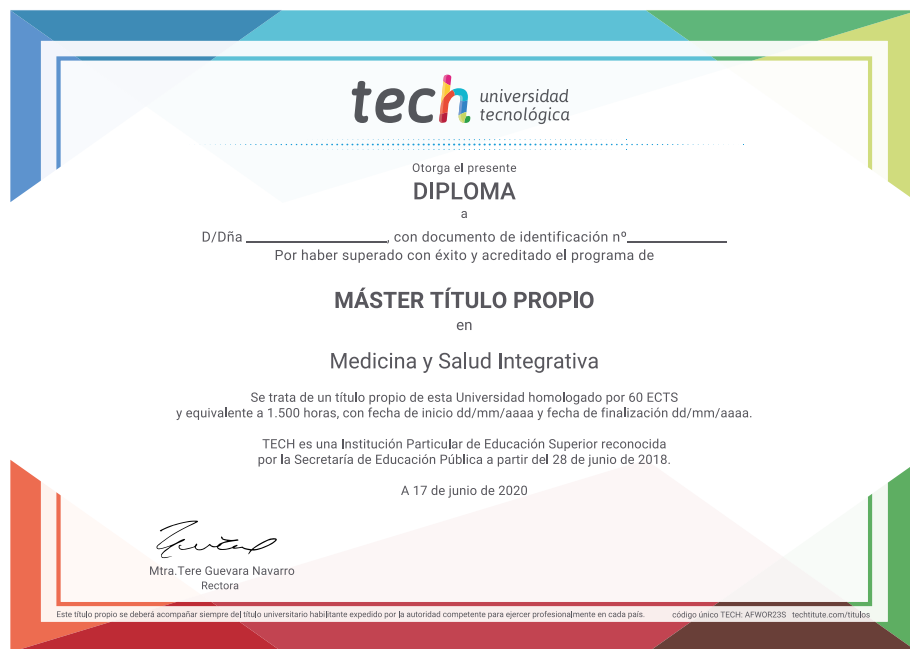 tech universidad
tecnológica
Otorga el presente
DIPLOMA
a
D/Dña ________________, con documento de identificación nº____________
Por haber superado con éxito y acreditado el programa de
MÁSTER TÍTULO PROPIO
en
Medicina y Salud Integrativa
Se trata de un título propio de esta Universidad homologado por 60 ECTS
y equivalente a 1.500 horas, con fecha de inicio dd/mm/aaaa y fecha de finalización dd/mm/aaaa.
TECH es una Institución Particular de Educación Superior reconocida
por la Secretaría de Educación Pública a partir del 28 de junio de 2018.
A 17 de junio de 2020
Mtra.Tere Guevara Navarro
Rectora
Este título propio se deberá acompañar siempre del título universitario habilitante expedido por la autoridad competente para ejercer profesionalmente en cada país. código único TECH: AFWOR23S techtitute.com/titulos